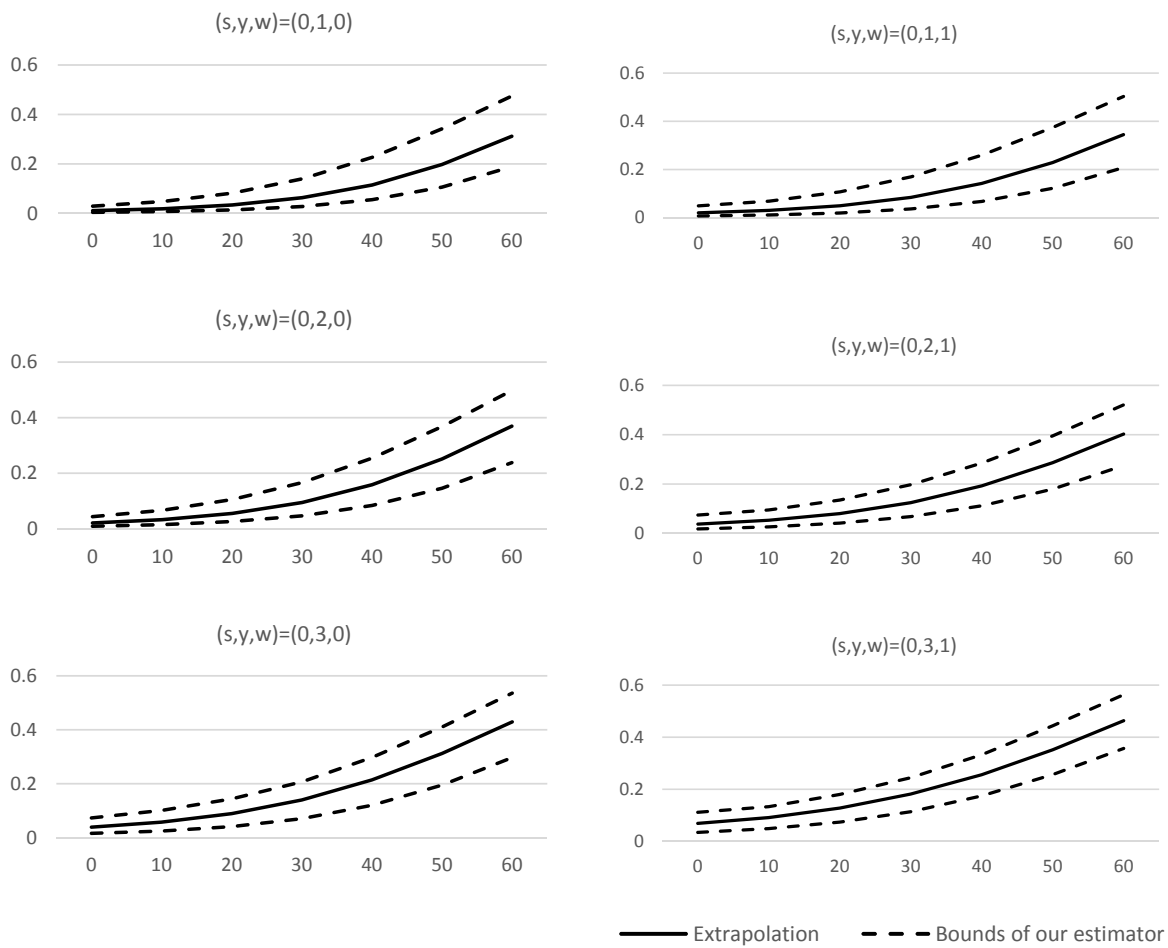 (s,y,w)=(0,1,0)
0.6
0.4
0.2
0
0 10 20 30 40 50 60
(s,y,w)=(0,1,1)
0.6
0.4
0.2
0
0 10 20 30 40 50 60
(s,y,w)=(0,2,0)
0.6
0.4
0.2
0
0 10 20 30 40 50 60
(s,y,w)=(0,2,1)
0.6
0.4
0.2
0
0 10 20 30 40 50 60
(s,y,w)=(0,3,0)
0.6
0.4
0.2
0
0 10 20 30 40 50 60
(s,y,w)=(0,3,1)
0.6
0.4
0.2
0
0 10 20 30 40 50 60
Extrapolation Bounds of our estimator